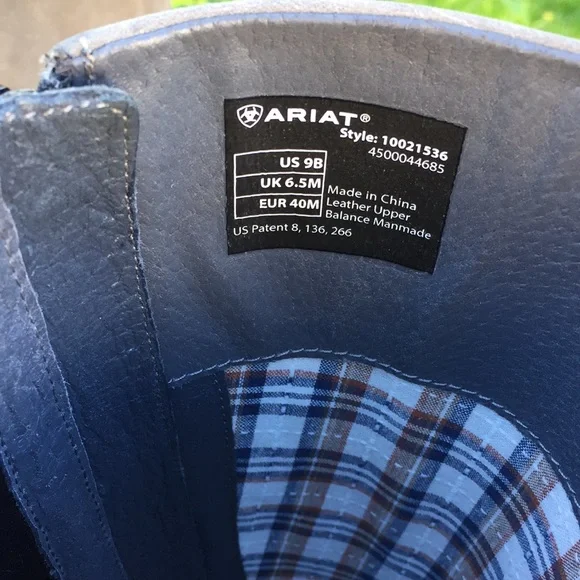 ARIAT®
Style: 10021536
4500044685
US 9B
UK 6.5M
EUR 40M
Made in China
Leather Upper
Balance Manmade
US Patent 8, 136, 266